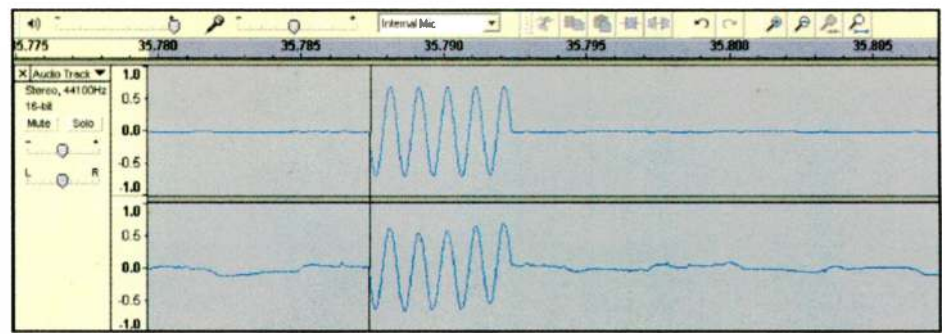 Internal Mic
35.775 35.780 35.785 35.790 35.795 35.800 35.805
× Audio Track ▼
Stereo, 44100Hz
16-bit
Mute Solo
- +
L R
1.0
0.5
0.0
-0.5
-1.0
1.0
0.5
0.0
-0.5
-1.0